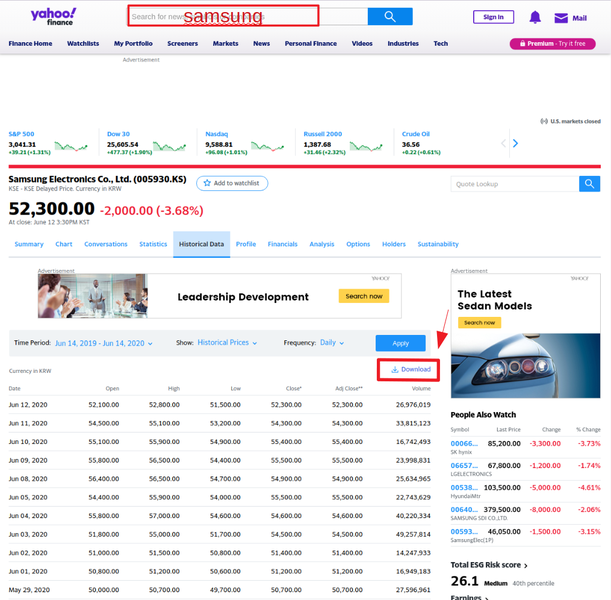 yahoo!
finance
Search for news
samsung
Sign in
Mail
Finance Home Watchlists My Portfolio Screeners Markets News Personal Finance Videos Industries Tech
Premium - Try it free
Advertisement
U.S. markets closed
S&P 500 Dow 30 Nasdaq Russell 2000 Crude Oil
3,041.31 25,605.54 9,588.81 1,387.68 36.56
+39.21 (+1.31%) +477.37 (+1.90%) +96.08 (+1.01%) +31.46 (+2.32%) +0.22 (+0.61%)
Samsung Electronics Co., Ltd. (005930.KS)
KSE - KSE Delayed Price. Currency in KRW
Add to watchlist
Quote Lookup
52,300.00 -2,000.00 (-3.68%)
At close: June 12 3:30PM KST
Summary Chart Conversations Statistics Historical Data Profile Financials Analysis Options Holders Sustainability
Advertisement
Leadership Development
Search now
YAHOO!
Advertisement
YAHOO!
The Latest
Sedan Models
Search now
Time Period: Jun 14, 2019 - Jun 14, 2020 Show: Historical Prices Frequency: Daily Apply
Currency in KRW
Download
Date Open High Low Close* Adj Close** Volume
Jun 12, 2020 52,100.00 52,800.00 51,500.00 52,300.00 52,300.00 26,976,019
Jun 11, 2020 54,500.00 55,100.00 53,200.00 54,300.00 54,300.00 33,815,123
Jun 10, 2020 55,100.00 55,900.00 54,900.00 55,400.00 55,400.00 16,742,493
Jun 09, 2020 55,800.00 56,500.00 54,600.00 55,500.00 55,500.00 23,998,831
Jun 08, 2020 56,400.00 56,500.00 54,700.00 54,900.00 54,900.00 25,634,965
Jun 05, 2020 54,400.00 55,900.00 54,000.00 55,500.00 55,500.00 22,743,629
Jun 04, 2020 55,800.00 57,000.00 54,600.00 54,600.00 54,600.00 40,220,334
Jun 03, 2020 51,800.00 55,000.00 51,700.00 54,500.00 54,500.00 49,257,814
Jun 02, 2020 51,000.00 51,500.00 50,800.00 51,400.00 51,400.00 14,247,933
Jun 01, 2020 50,800.00 51,200.00 50,600.00 51,200.00 51,200.00 16,949,183
May 29, 2020 50,000.00 50,700.00 49,700.00 50,700.00 50,700.00 27,596,961
People Also Watch
Symbol Last Price Change % Change
00066... 85,200.00 -3,300.00 -3.73%
SK hynix
06657... 67,800.00 -1,200.00 -1.74%
LGELECTRONICS
00538... 103,500.00 -5,000.00 -4.61%
HyundaiMtr
00640... 379,500.00 -8,000.00 -2.06%
SAMSUNG SDI CO.,LTD.
00593... 46,050.00 -1,500.00 -3.15%
SamsungElec(1P)
Total ESG Risk score
26.1 Medium 40th percentile
Earnings